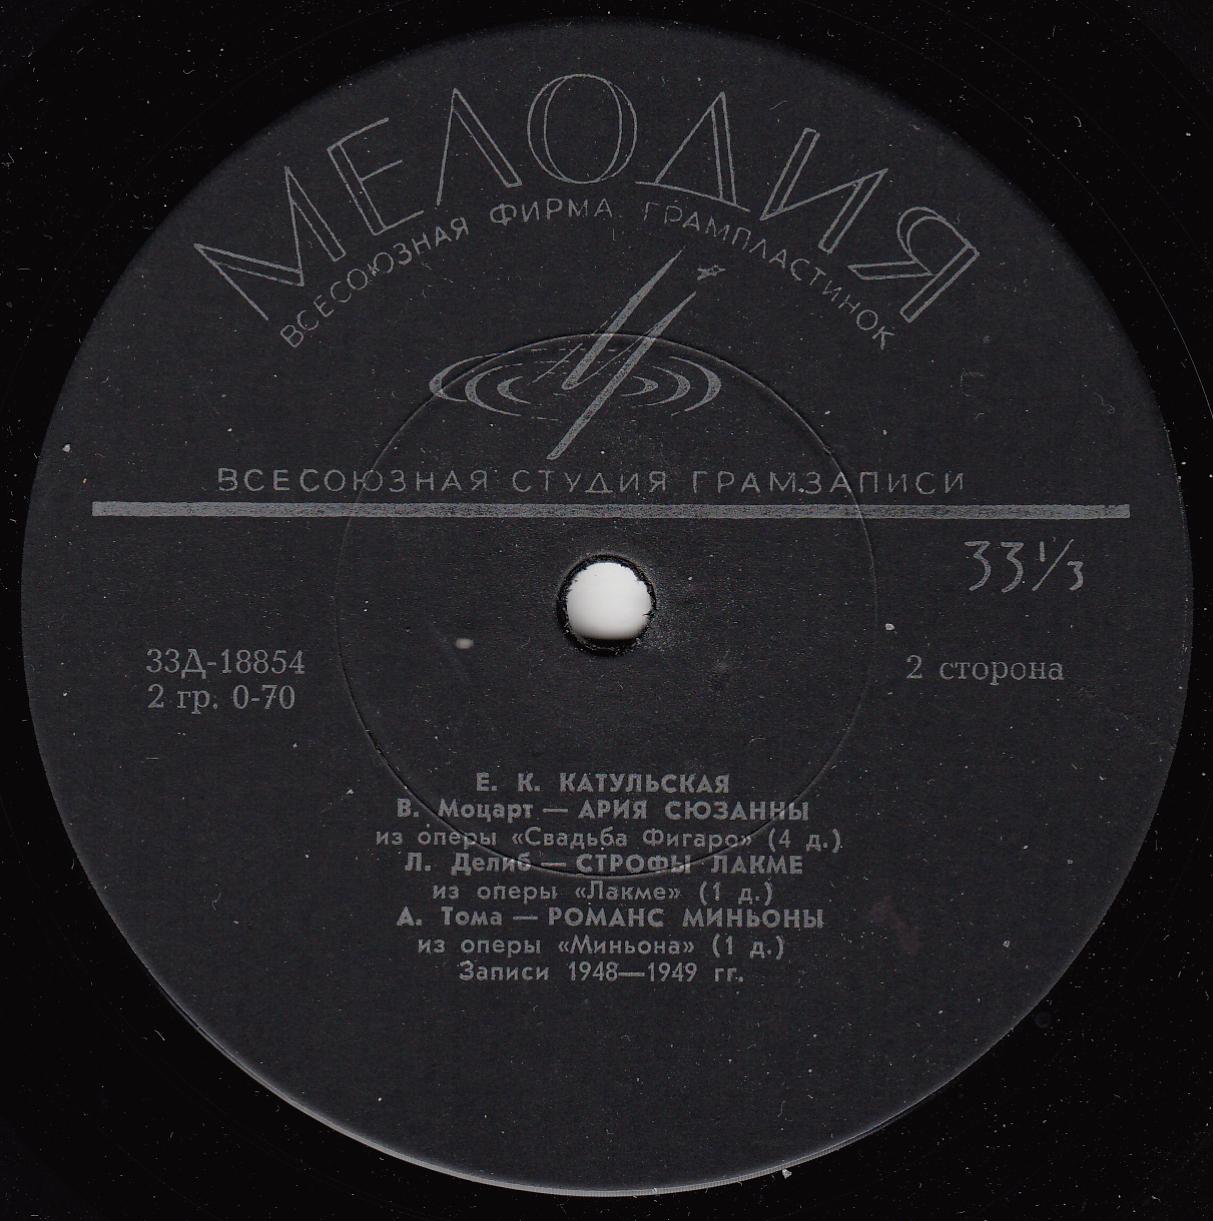 МЕЛОДИЯ
ВСЕСОЮЗНАЯ ФИРМА ГРАМПЛАСТИНОК
ВСЕСОЮЗНАЯ СТУДИЯ ГРАМЗАПИСИ
33 1/3
33Д-18854
2 гр. 0-70
2 сторона
Е. К. КАТУЛЬСКАЯ
В. Моцарт — АРИЯ СЮЗАННЫ
из оперы «Свадьба Фигаро» (4 д.)
Л. Делиб — СТРОФЫ ЛАКМЕ
из оперы «Лакме» (1 д.)
А. Тома — РОМАНС МИНЬОНЫ
из оперы «Миньона» (1 д.)
Записи 1948—1949 гг.